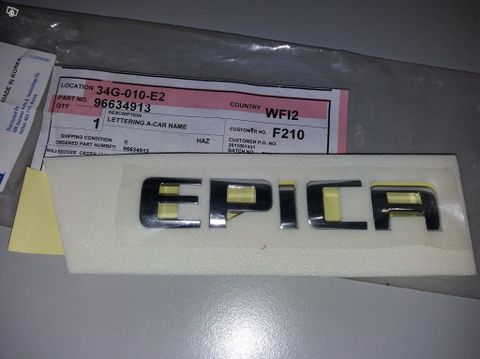 MADE IN KOREA
LOCATION 34G-010-E2
PART NO. 96634913
COUNTRY WFI2
QTY 1
DESCRIPTION
LETTERING A-CAR NAME
CUSTOMER NO. F210
SHIPPING CONDITION
HAZ
CUSTOMER P.O. NO.
ORDERED PART NUMBER
96634913
EPICA